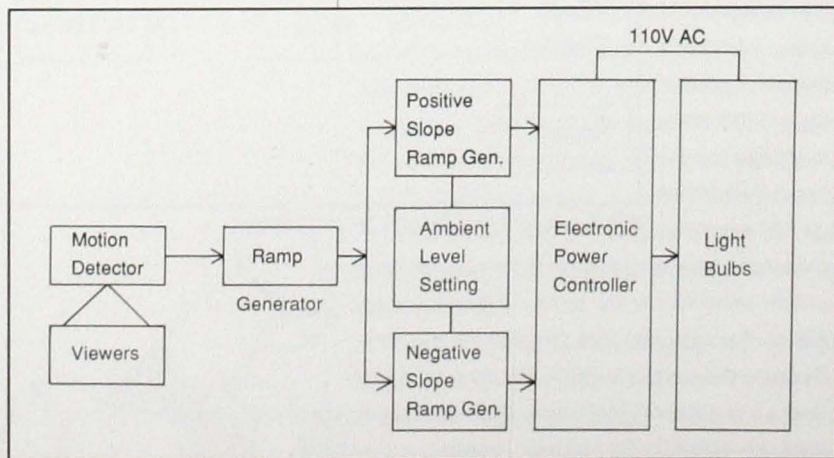 110V AC
Positive
Slope
Ramp Gen.
Motion
Detector
Ramp
Generator
Ambient
Level
Setting
Electronic
Power
Controller
Light
Bulbs
Viewers
Negative
Slope
Ramp Gen.